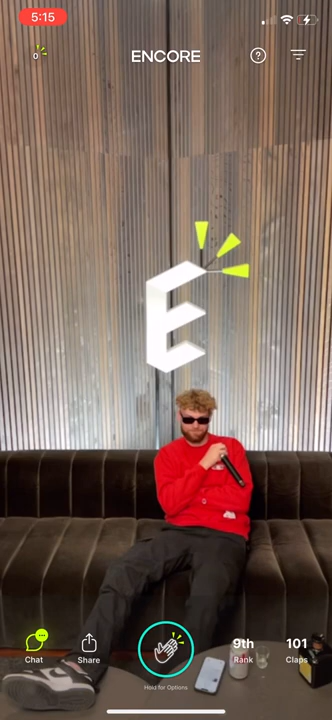 5:15
0
ENCORE
?
E
Chat
Share
9th
101
Rank
Claps
Hold for Options